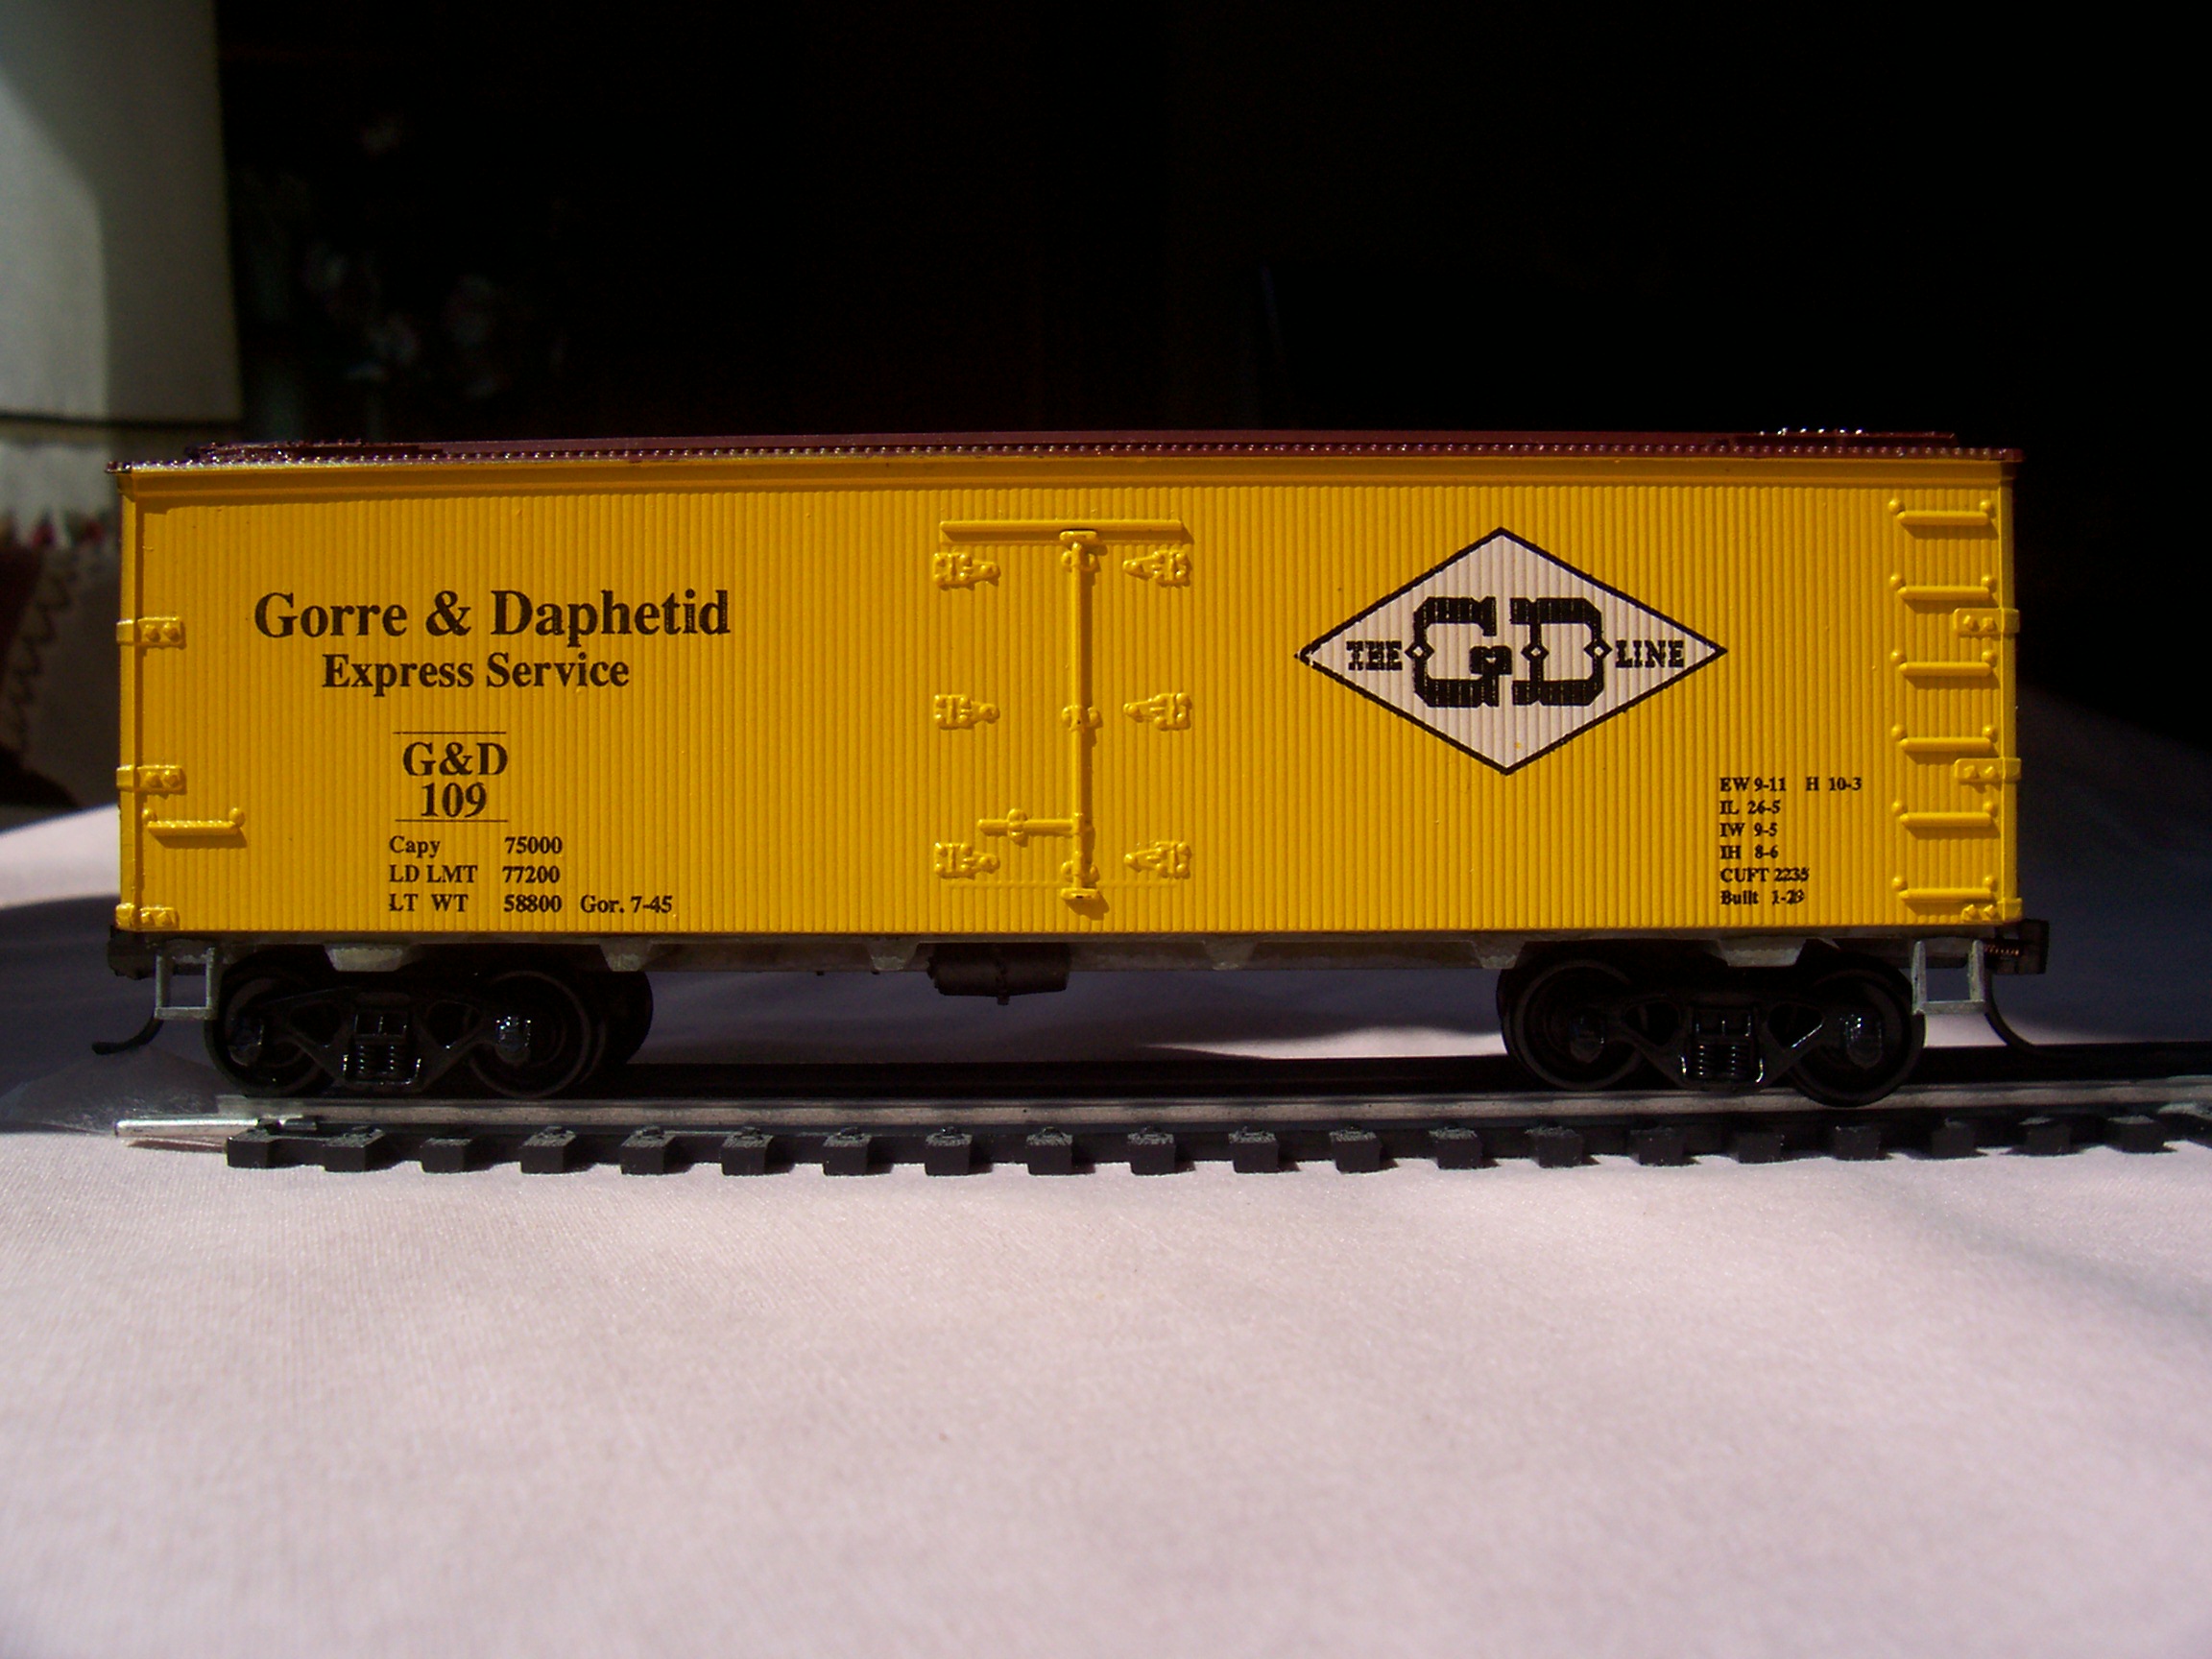 Gorre & Daphetid
Express Service
G&D
109
Capy 75000
LD LMT 77200
LT WT 58800 Gor. 7-45
THE GD LINE
EW 9-11 H 10-3
IL 26-5
IW 9-5
IH 8-6
CUFT 2235
Built